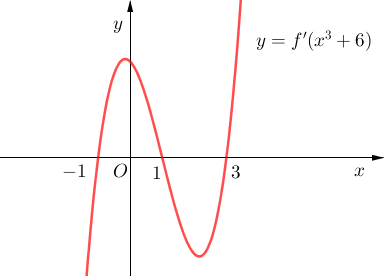 y
y = f′(x³ + 6)
−1 O 1 3 x